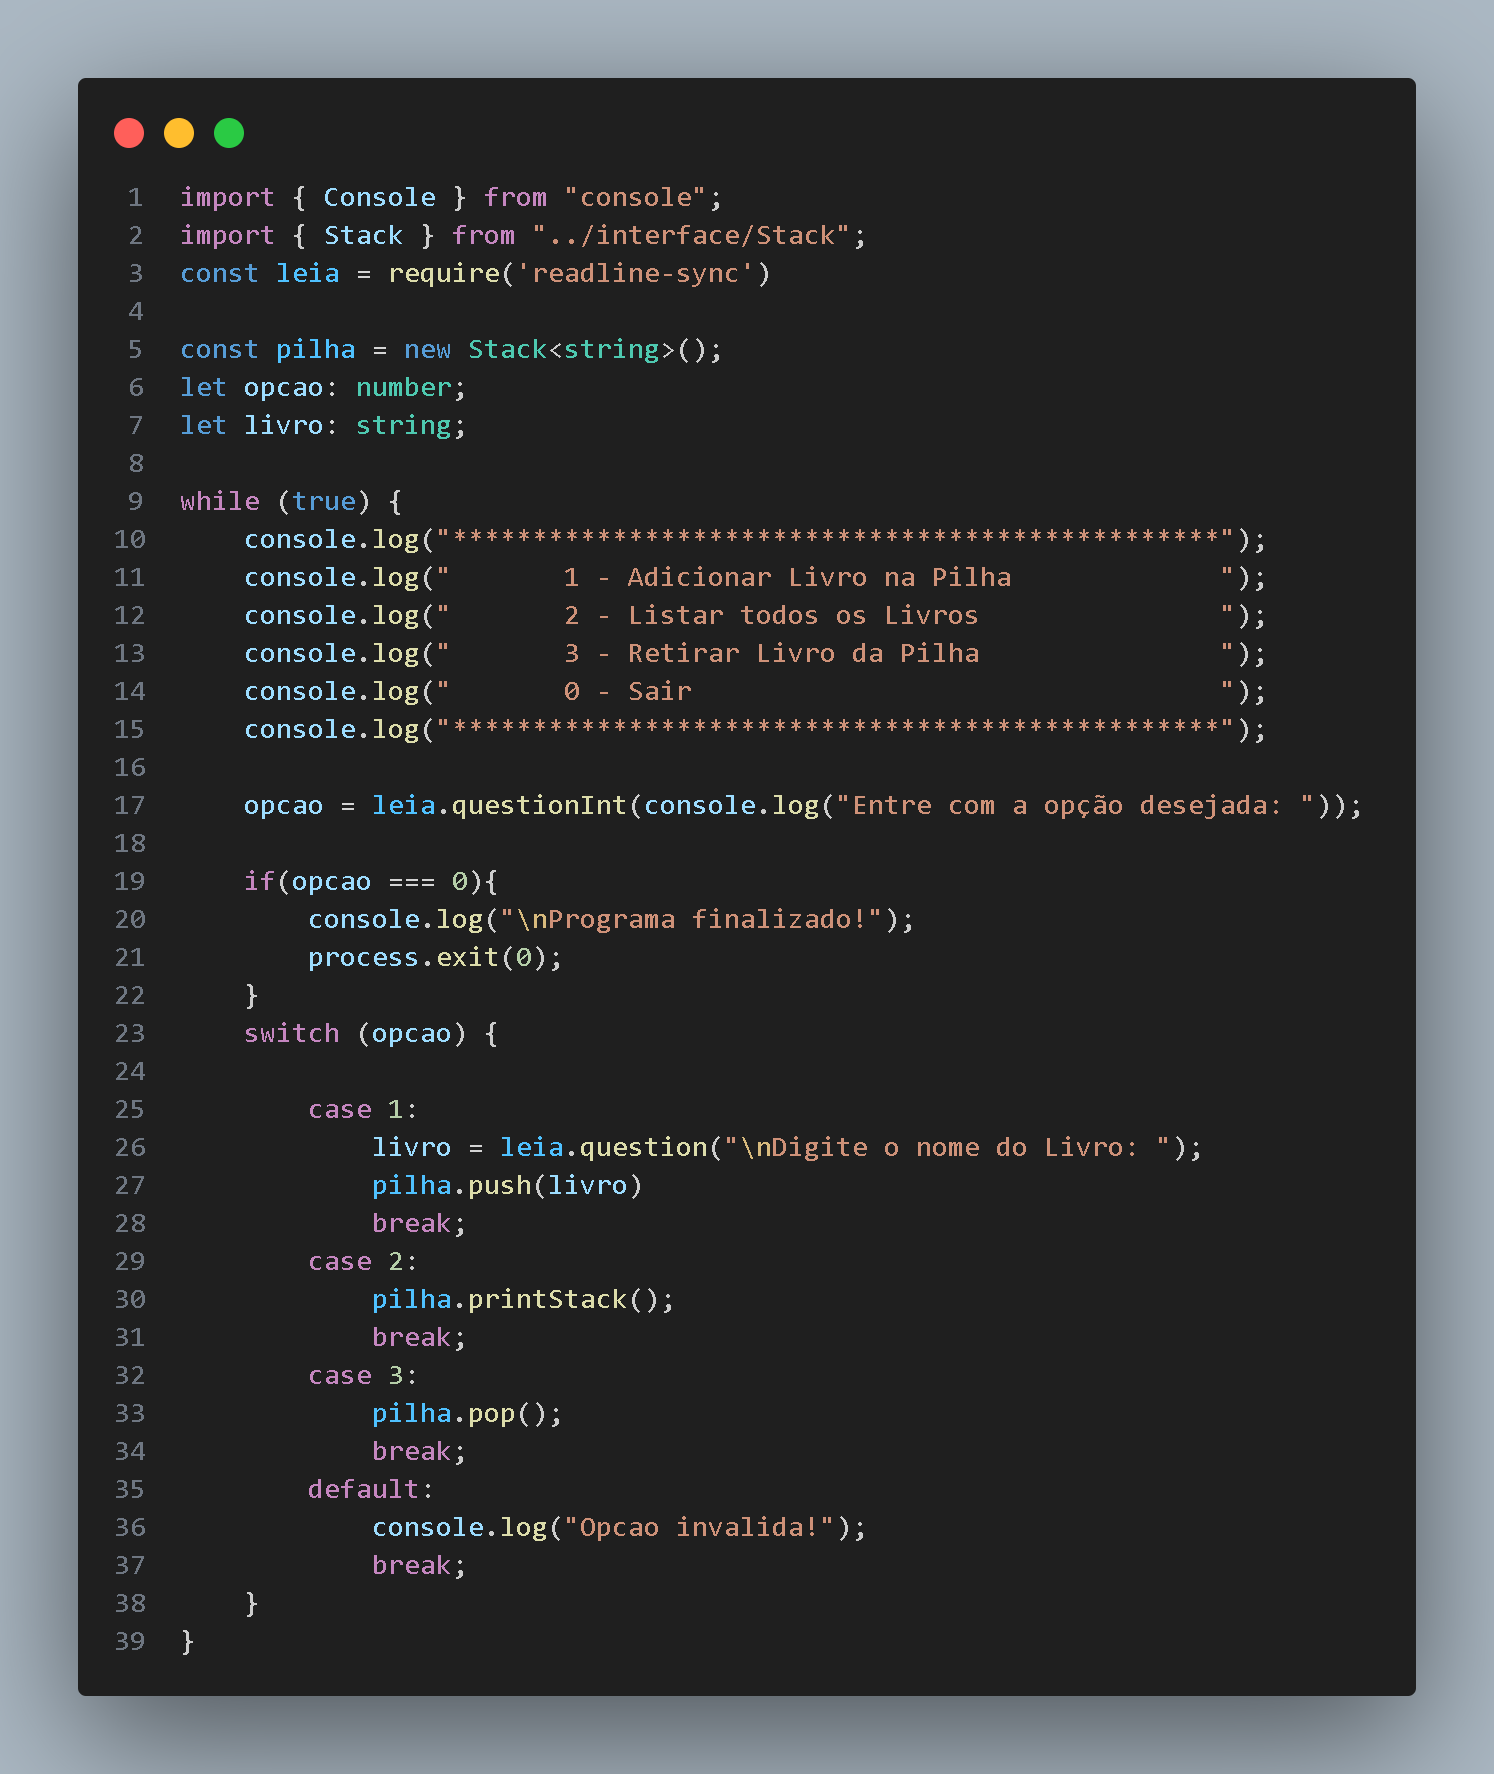 1 import { Console } from "console";
2 import { Stack } from "../interface/Stack";
3 const leia = require('readline-sync')
4
5 const pilha = new Stack<string>();
6 let opcao: number;
7 let livro: string;
8
9 while (true) {
10     console.log("************************************************");
11     console.log("       1 - Adicionar Livro na Pilha             ");
12     console.log("       2 - Listar todos os Livros               ");
13     console.log("       3 - Retirar Livro da Pilha               ");
14     console.log("       0 - Sair                                 ");
15     console.log("************************************************");
16
17     opcao = leia.questionInt(console.log("Entre com a opção desejada: "));
18
19     if(opcao === 0){
20         console.log("\nPrograma finalizado!");
21         process.exit(0);
22     }
23     switch (opcao) {
24
25         case 1:
26             livro = leia.question("\nDigite o nome do Livro: ");
27             pilha.push(livro)
28             break;
29         case 2:
30             pilha.printStack();
31             break;
32         case 3:
33             pilha.pop();
34             break;
35         default:
36             console.log("Opcao invalida!");
37             break;
38     }
39 }